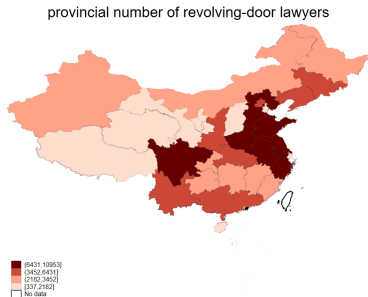 provincial number of revolving-door lawyers
(6431,10953]
(3452,6431]
(2182,3452]
[337,2182]
No data